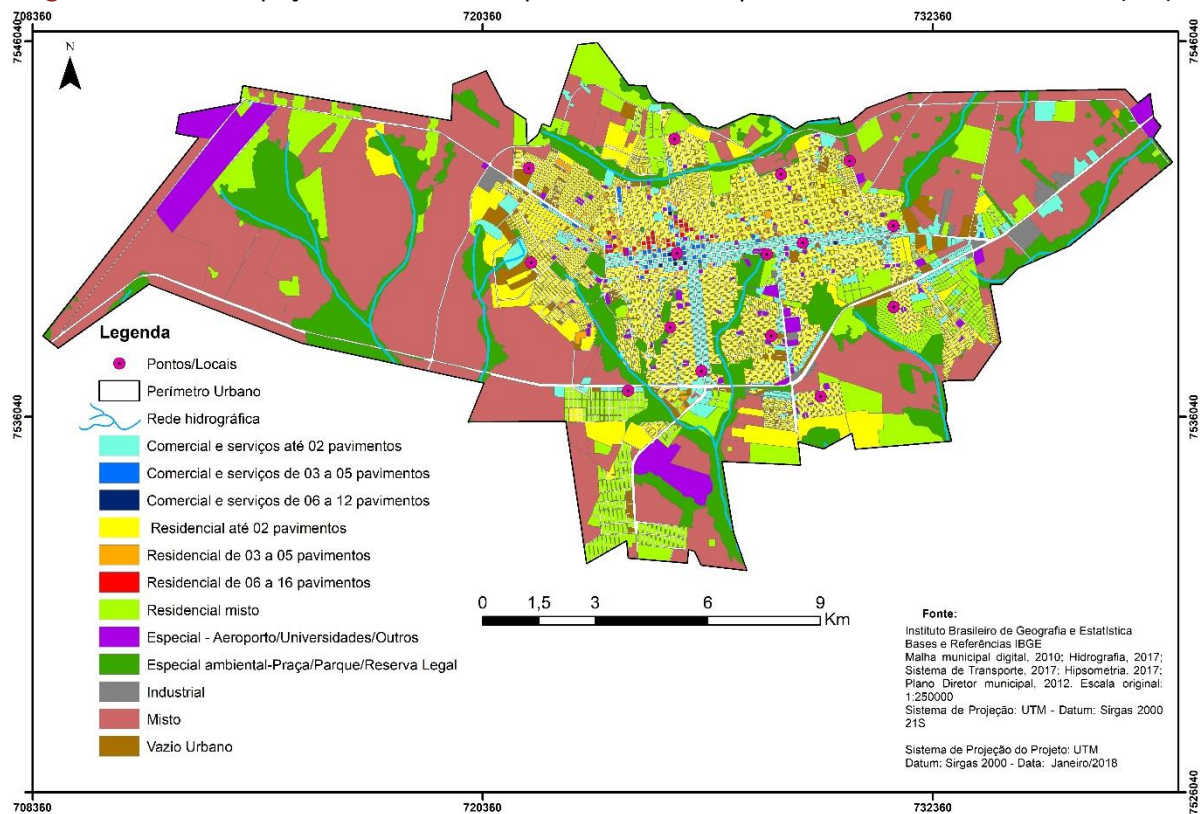 708360
720360
732360
7546040
7546040
N
Legenda
Pontos/Locais
Perímetro Urbano
Rede hidrográfica
Comercial e serviços até 02 pavimentos
Comercial e serviços de 03 a 05 pavimentos
Comercial e serviços de 06 a 12 pavimentos
Residencial até 02 pavimentos
Residencial de 03 a 05 pavimentos
Residencial de 06 a 16 pavimentos
Residencial misto
Especial - Aeroporto/Universidades/Outros
Especial ambiental-Praça/Parque/Reserva Legal
Industrial
Misto
Vazio Urbano
7536040
7536040
0 1,5 3 6 9
Km
Fonte:
Instituto Brasileiro de Geografia e Estatística
Bases e Referências IBGE
Malha municipal digital, 2010; Hidrografia, 2017;
Sistema de Transporte, 2017; Hipsometria, 2017;
Plano Diretor municipal, 2012. Escala original:
1:250000
Sistema de Projeção: UTM - Datum: Sirgas 2000
21S
Sistema de Projeção do Projeto: UTM
Datum: Sirgas 2000 - Data: Janeiro/2018
7526040
708360
720360
732360